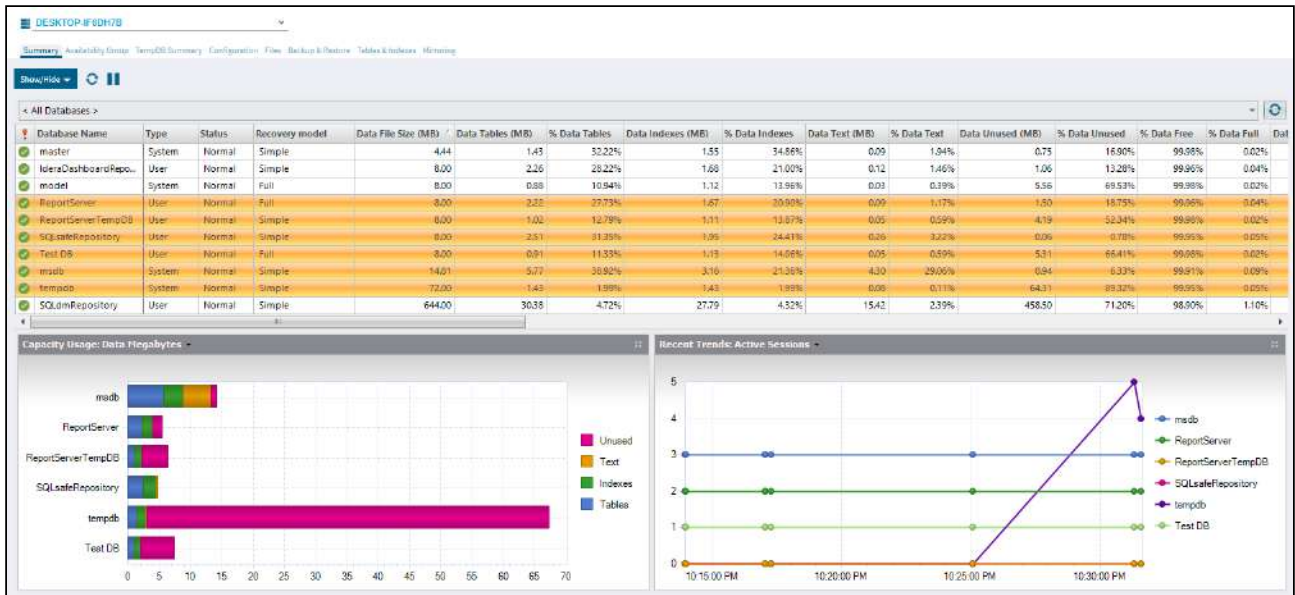 DESKTOP-IF6DH7B
Summary Availability Group TempDB Summary Configuration Files Backup & Restore Tables & Indexes Mirroring
Show/Hide
< All Databases >
Database Name Type Status Recovery model Data File Size (MB) Data Tables (MB) % Data Tables Data Indexes (MB) % Data Indexes Data Text (MB) % Data Text Data Unused (MB) % Data Unused % Data Free % Data Full Dat
master System Normal Simple 4.44 1.43 32.22% 1.55 34.86% 0.09 1.94% 0.75 16.90% 99.98% 0.02%
IderaDashboardRepo... User Normal Simple 8.00 2.26 28.22% 1.68 21.00% 0.12 1.46% 1.06 13.28% 99.96% 0.04%
model System Normal Full 8.00 0.88 10.94% 1.12 13.96% 0.03 0.39% 5.56 69.53% 99.98% 0.02%
ReportServer User Normal Full 8.00 2.22 27.73% 1.67 20.90% 0.09 1.17% 1.50 18.75% 99.96% 0.04%
ReportServerTempDB User Normal Simple 8.00 1.02 12.79% 1.11 13.87% 0.05 0.59% 4.19 52.34% 99.98% 0.02%
SQLsafeRepository User Normal Simple 8.00 2.51 31.35% 1.95 24.41% 0.26 3.22% 0.06 0.78% 99.95% 0.05%
Test DB User Normal Full 8.00 0.91 11.33% 1.13 14.06% 0.05 0.59% 5.31 66.41% 99.98% 0.02%
msdb System Normal Simple 14.81 5.77 38.92% 3.16 21.36% 4.30 29.06% 0.94 6.33% 99.91% 0.09%
tempdb System Normal Simple 72.00 1.43 1.99% 1.43 1.99% 0.08 0.11% 64.31 89.32% 99.95% 0.05%
SQLdmRepository User Normal Simple 644.00 30.38 4.72% 27.79 4.32% 15.42 2.39% 458.50 71.20% 98.90% 1.10%
Capacity Usage: Data Megabytes
msdb
ReportServer
ReportServerTempDB
SQLsafeRepository
tempdb
Test DB
0 5 10 15 20 25 30 35 40 45 50 55 60 65 70
Unused
Text
Indexes
Tables
Recent Trends: Active Sessions
5
4
3
2
1
0
10:15:00 PM 10:20:00 PM 10:25:00 PM 10:30:00 PM
msdb
ReportServer
ReportServerTempDB
SQLsafeRepository
tempdb
Test DB